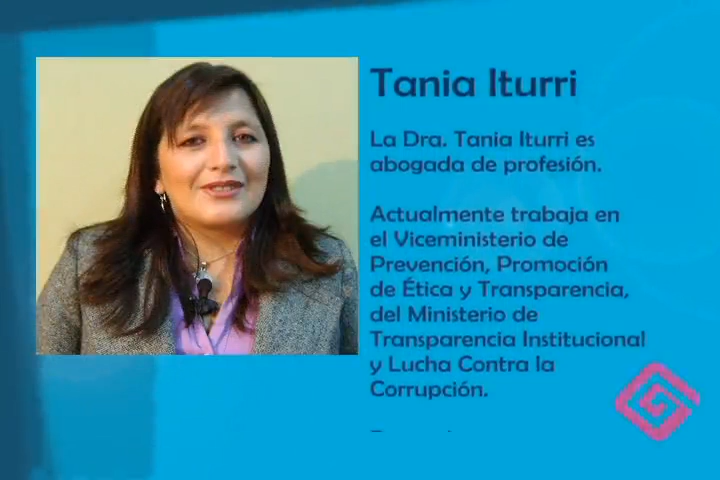 Tania Iturri
La Dra. Tania Iturri es
abogada de profesión.
Actualmente trabaja en
el Viceministerio de
Prevención, Promoción
de Ética y Transparencia,
del Ministerio de
Transparencia Institucional
y Lucha Contra la
Corrupción.